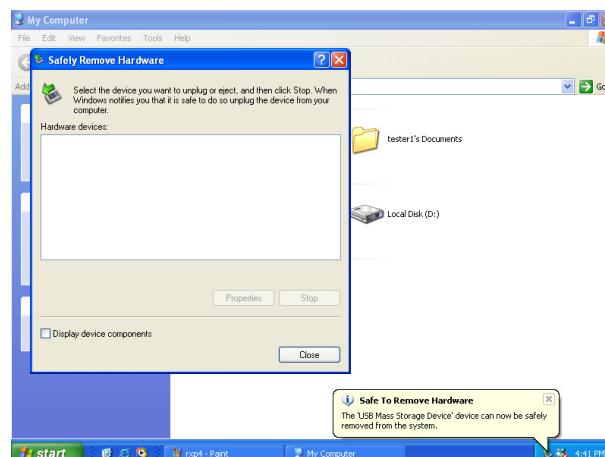 My Computer
File Edit View Favorites Tools Help
Safely Remove Hardware
Add
Go
Select the device you want to unplug or eject, and then click Stop. When
Windows notifies you that it is safe to do so unplug the device from your
computer.
Hardware devices:
tester1's Documents
Local Disk (D:)
Properties Stop
Display device components
Close
Safe To Remove Hardware
The 'USB Mass Storage Device' device can now be safely
removed from the system.
start rxp4 - Paint My Computer 4:41 PM